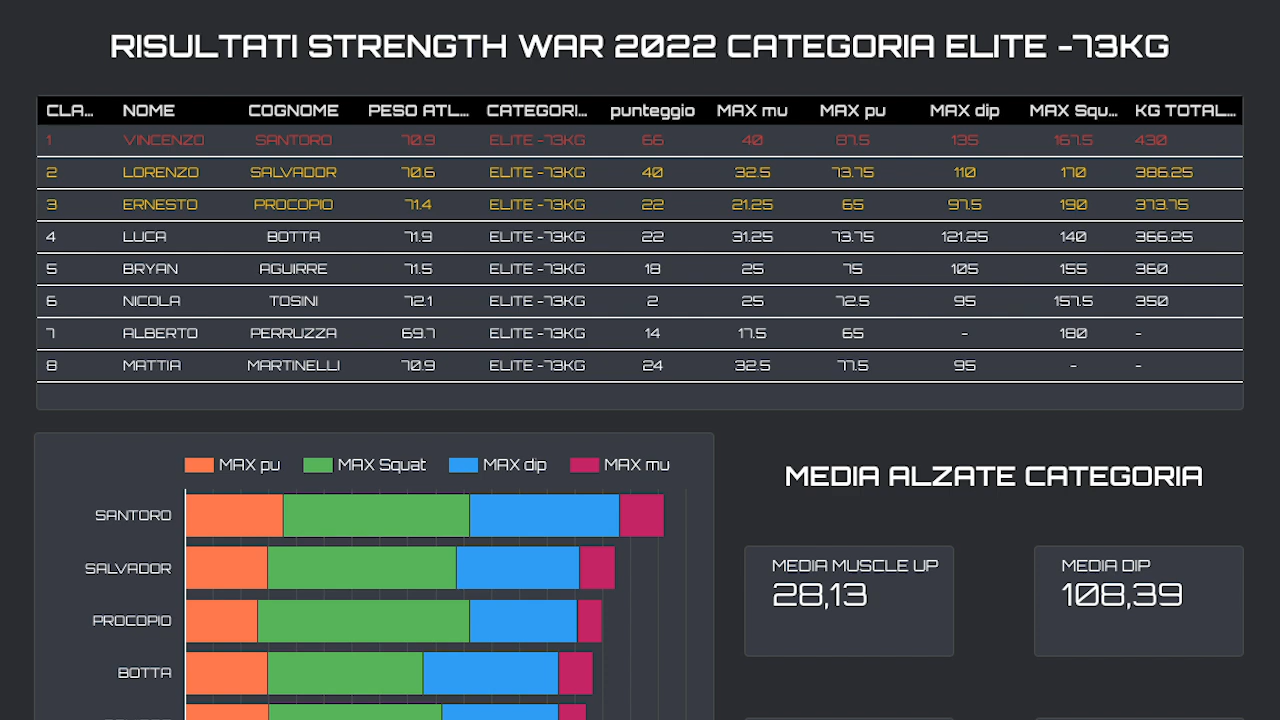 RISULTATI STRENGTH WAR 2022 CATEGORIA ELITE -73KG
CLA... NOME COGNOME PESO ATL... CATEGORI... punteggio MAX mu MAX pu MAX dip MAX Squ... KG TOTAL...
1 VINCENZO SANTORO 70.9 ELITE -73KG 66 40 87.5 135 167.5 430
2 LORENZO SALVADOR 70.6 ELITE -73KG 40 32.5 73.75 110 170 386.25
3 ERNESTO PROCOPIO 71.4 ELITE -73KG 22 21.25 65 97.5 190 373.75
4 LUCA BOTTA 71.9 ELITE -73KG 22 31.25 73.75 121.25 140 366.25
5 BRYAN AGUIRRE 71.5 ELITE -73KG 18 25 75 105 155 360
6 NICOLA TOSINI 72.1 ELITE -73KG 2 25 72.5 95 157.5 350
7 ALBERTO PERRUZZA 69.7 ELITE -73KG 14 17.5 65 - 180 -
8 MATTIA MARTINELLI 70.9 ELITE -73KG 24 32.5 77.5 95 - -
MAX pu MAX Squat MAX dip MAX mu
SANTORO
SALVADOR
PROCOPIO
BOTTA
MEDIA ALZATE CATEGORIA
MEDIA MUSCLE UP
28,13
MEDIA DIP
108,39